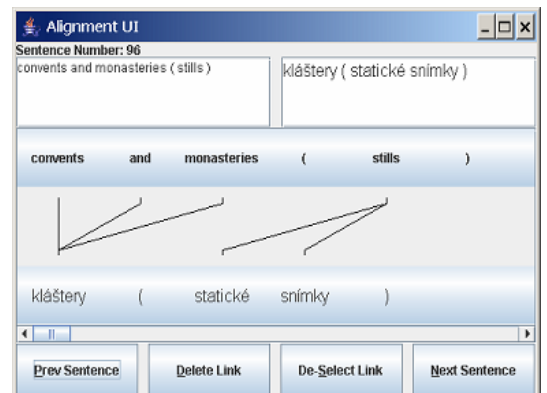 Alignment UI
Sentence Number: 96
convents and monasteries ( stills )
kláštery ( statické snímky )
convents and monasteries ( stills )
kláštery ( statické snímky )
Prev Sentence Delete Link De-Select Link Next Sentence